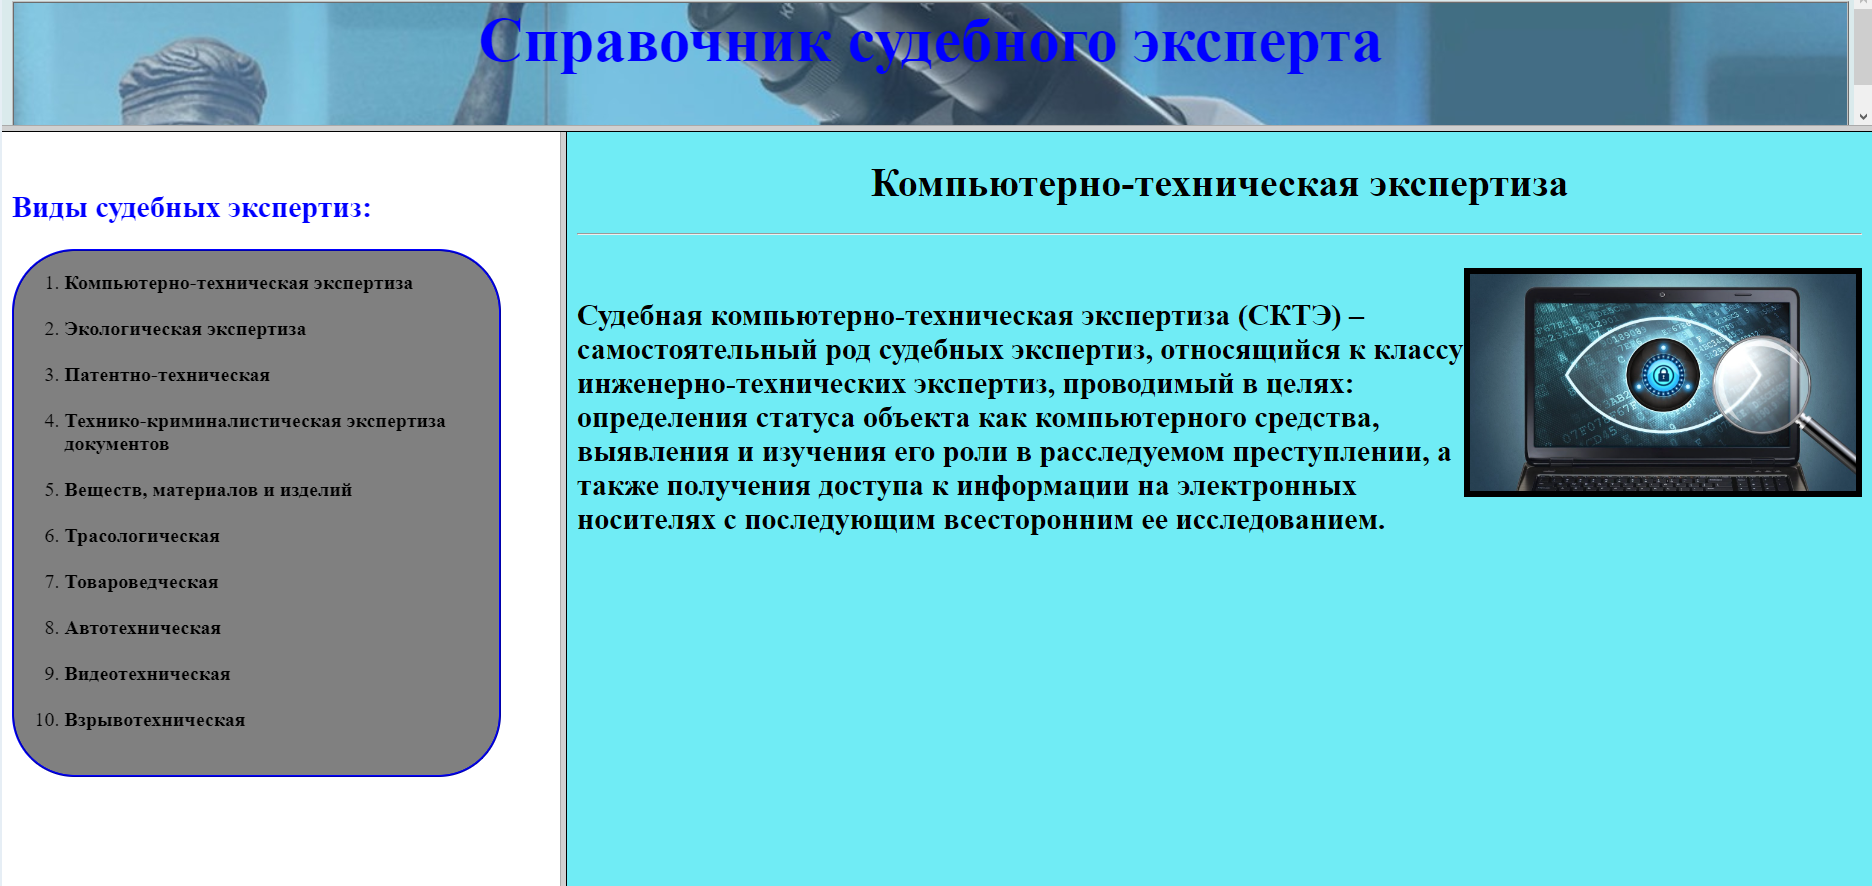 Справочник судебного эксперта
Виды судебных экспертиз:
1. Компьютерно-техническая экспертиза
2. Экологическая экспертиза
3. Патентно-техническая
4. Технико-криминалистическая экспертиза
документов
5. Веществ, материалов и изделий
6. Трасологическая
7. Товароведческая
8. Автотехническая
9. Видеотехническая
10. Взрывотехническая
Компьютерно-техническая экспертиза
Судебная компьютерно-техническая экспертиза (СКТЭ) –
самостоятельный род судебных экспертиз, относящийся к классу
инженерно-технических экспертиз, проводимый в целях:
определения статуса объекта как компьютерного средства,
выявления и изучения его роли в расследуемом преступлении, а
также получения доступа к информации на электронных
носителях с последующим всесторонним ее исследованием.